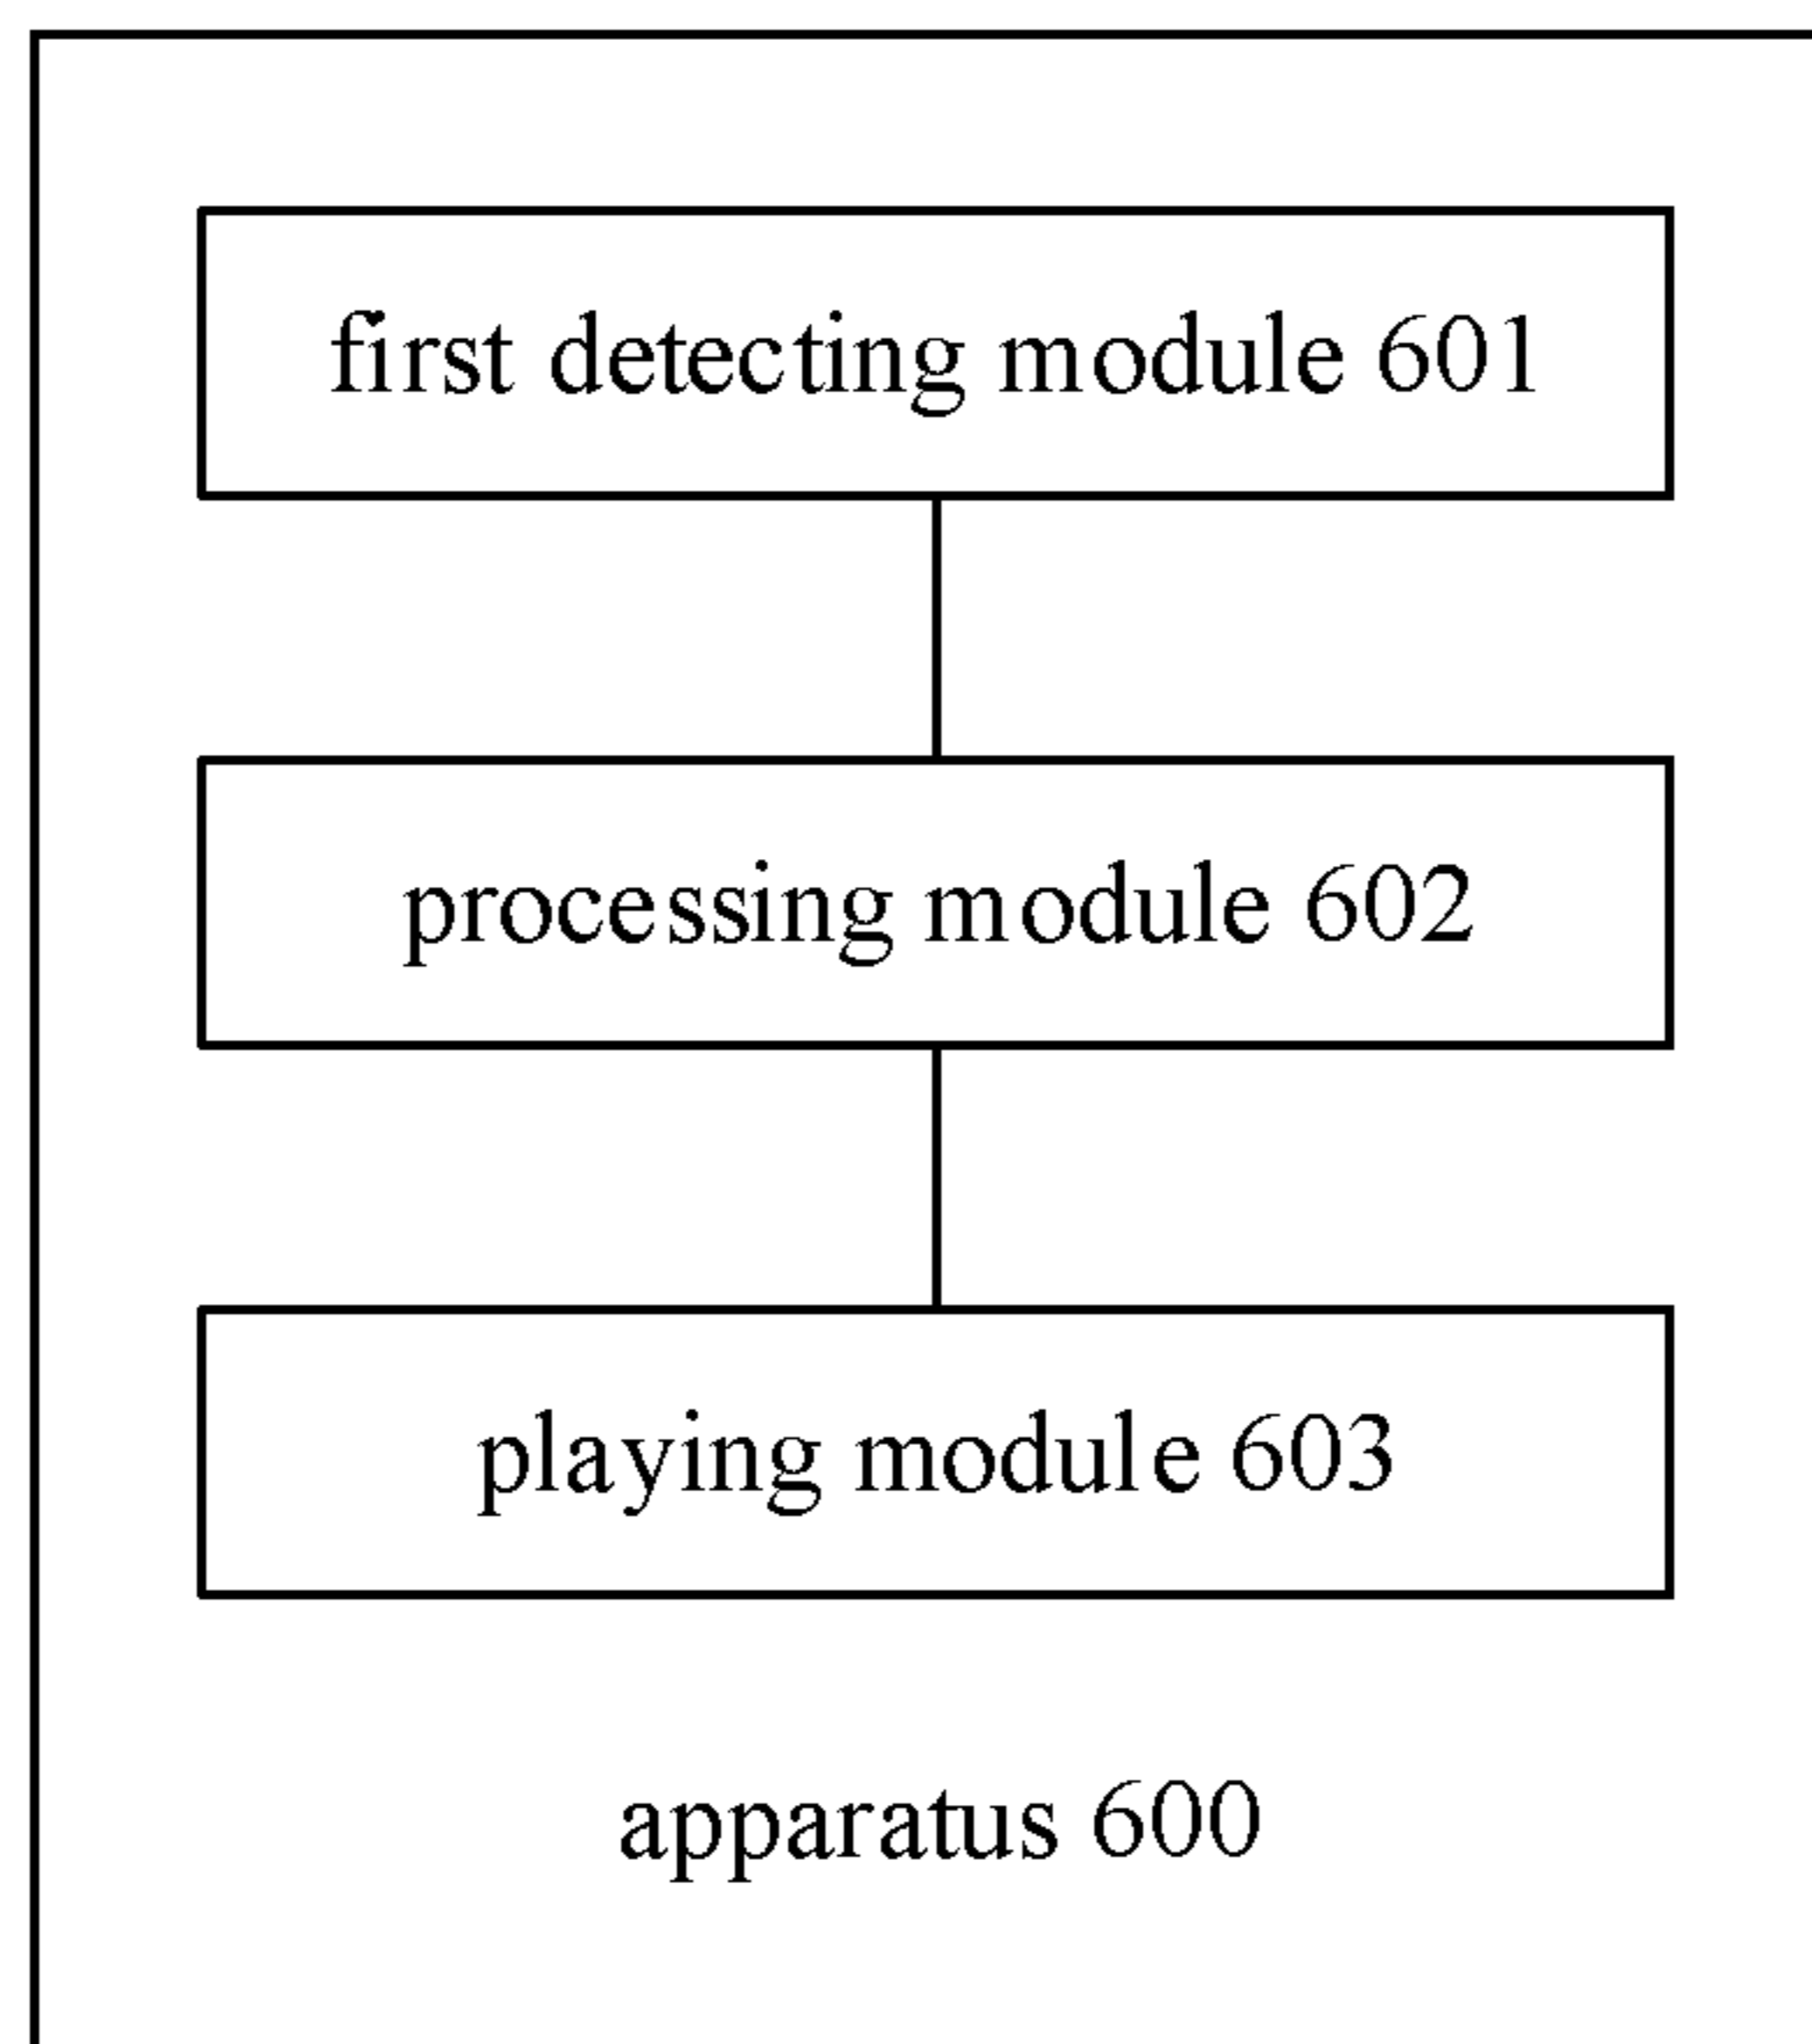 first detecting module 601
processing module 602
playing module 603
apparatus 600